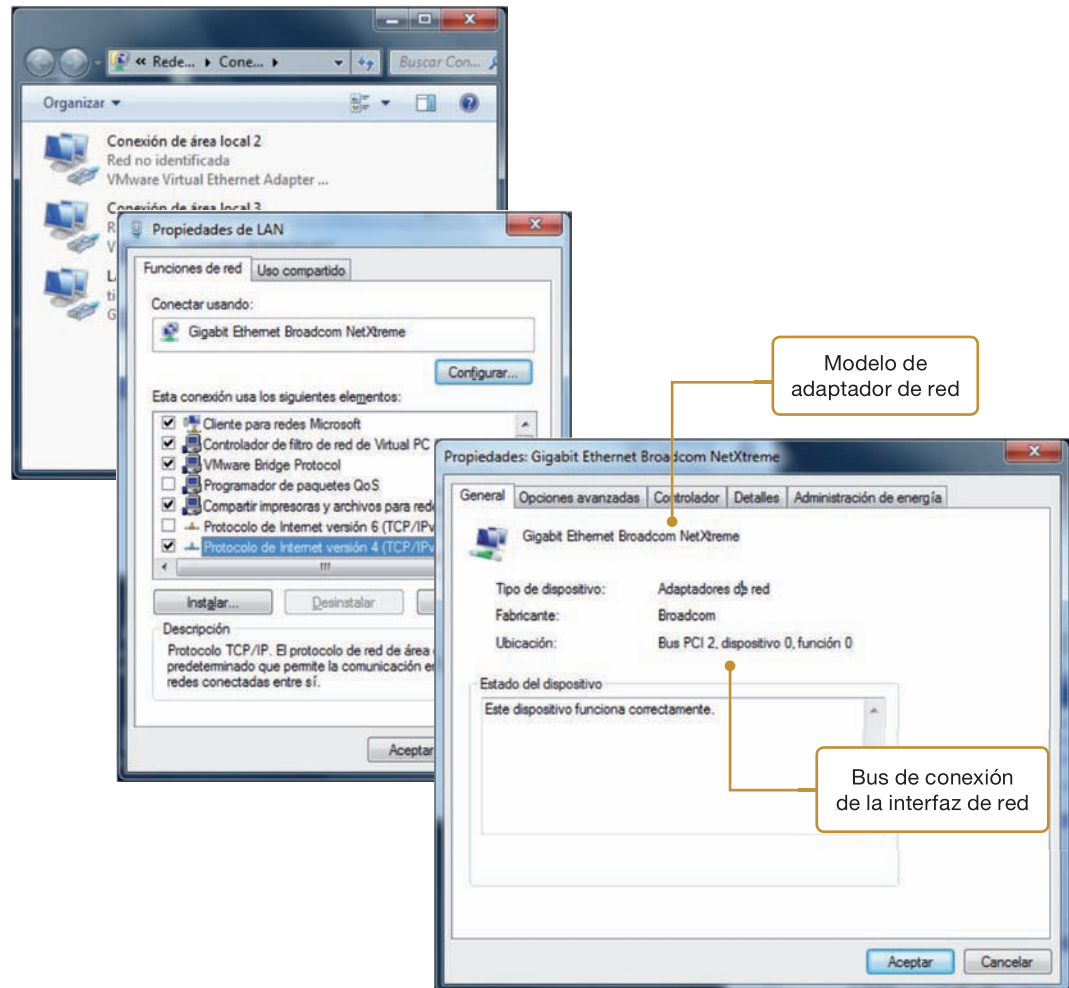 « Rede... ▸ Cone... ▸
Buscar Con...
Organizar
Conexión de área local 2
Red no identificada
VMware Virtual Ethernet Adapter ...
Conexión de área local 3
R
V
L
ti
G
Propiedades de LAN
Funciones de red
Uso compartido
Conectar usando:
Gigabit Ethernet Broadcom NetXtreme
Configurar...
Esta conexión usa los siguientes elementos:
Cliente para redes Microsoft
Controlador de filtro de red de Virtual PC
VMware Bridge Protocol
Programador de paquetes QoS
Compartir impresoras y archivos para rede
Protocolo de Internet versión 6 (TCP/IPv
Protocolo de Internet versión 4 (TCP/IPv
Instalar...
Desinstalar
Descripción
Protocolo TCP/IP. El protocolo de red de área
predeterminado que permite la comunicación en
redes conectadas entre sí.
Aceptar
Modelo de
adaptador de red
Propiedades: Gigabit Ethernet Broadcom NetXtreme
General
Opciones avanzadas
Controlador
Detalles
Administración de energía
Gigabit Ethernet Broadcom NetXtreme
Tipo de dispositivo: Adaptadores de red
Fabricante: Broadcom
Ubicación: Bus PCI 2, dispositivo 0, función 0
Estado del dispositivo
Este dispositivo funciona correctamente.
Bus de conexión
de la interfaz de red
Aceptar
Cancelar